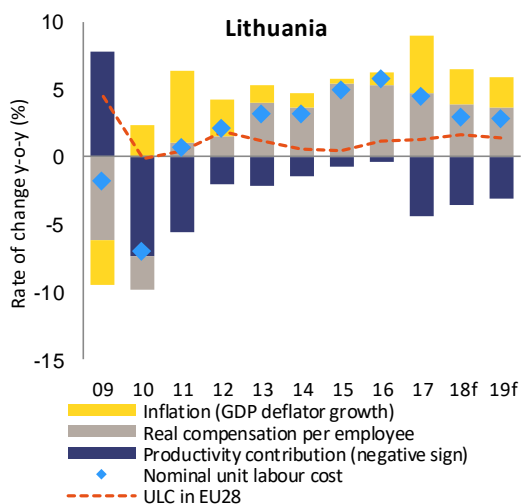 Lithuania
Rate of change y-o-y (%)
10
5
0
-5
-10
-15
09 10 11 12 13 14 15 16 17 18f 19f
Inflation (GDP deflator growth)
Real compensation per employee
Productivity contribution (negative sign)
Nominal unit labour cost
ULC in EU28